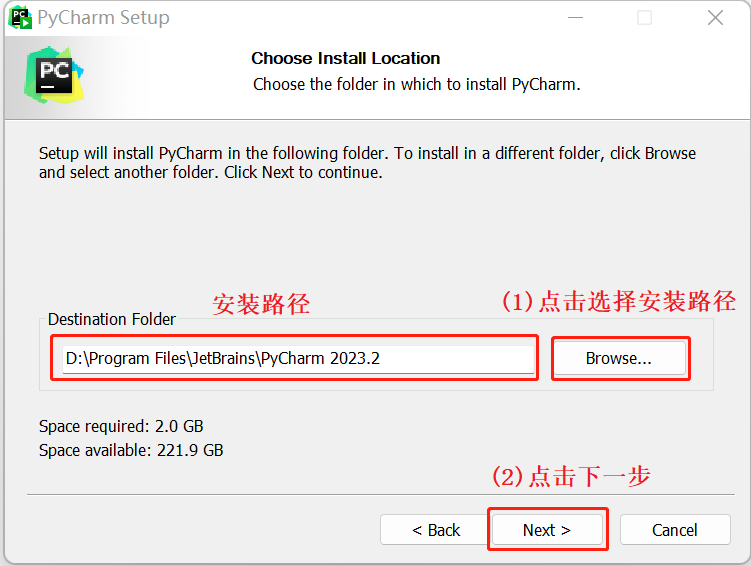 PyCharm Setup
PC
Choose Install Location
Choose the folder in which to install PyCharm.
Setup will install PyCharm in the following folder. To install in a different folder, click Browse
and select another folder. Click Next to continue.
安装路径
(1)点击选择安装路径
Destination Folder
D:\Program Files\JetBrains\PyCharm 2023.2
Browse...
Space required: 2.0 GB
Space available: 221.9 GB
(2)点击下一步
< Back
Next >
Cancel